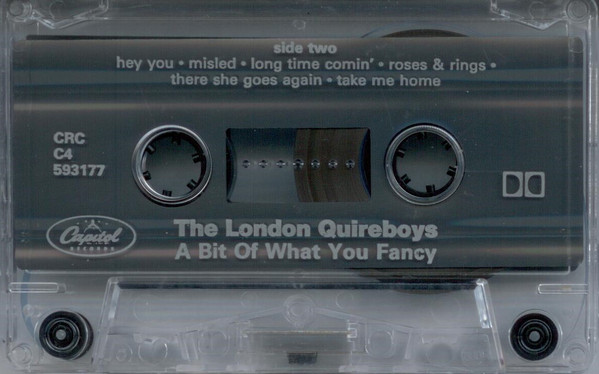 side two
hey you • misled • long time comin' • roses & rings •
there she goes again • take me home
CRC
C4
593177
Capitol
RECORDS
The London Quireboys
A Bit Of What You Fancy